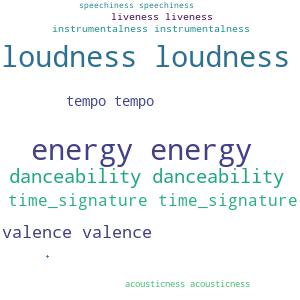 speechiness speechiness
liveness liveness
instrumentalness instrumentalness
loudness loudness
tempo tempo
energy energy
danceability danceability
time_signature time_signature
valence valence
acousticness acousticness